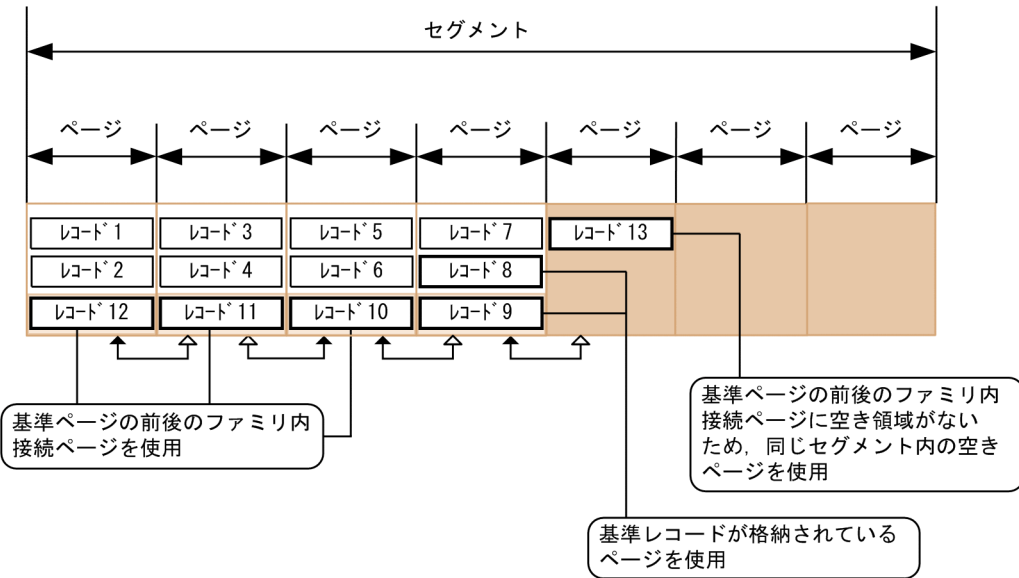 セグメント
ページ ページ ページ ページ ページ ページ ページ
ﾚｺｰﾄﾞ1 ﾚｺｰﾄﾞ3 ﾚｺｰﾄﾞ5 ﾚｺｰﾄﾞ7 ﾚｺｰﾄﾞ13
ﾚｺｰﾄﾞ2 ﾚｺｰﾄﾞ4 ﾚｺｰﾄﾞ6 ﾚｺｰﾄﾞ8
ﾚｺｰﾄﾞ12 ﾚｺｰﾄﾞ11 ﾚｺｰﾄﾞ10 ﾚｺｰﾄﾞ9
基準ページの前後のファミリ内
接続ページを使用
基準ページの前後のファミリ内
接続ページに空き領域がない
ため，同じセグメント内の空き
ページを使用
基準レコードが格納されている
ページを使用